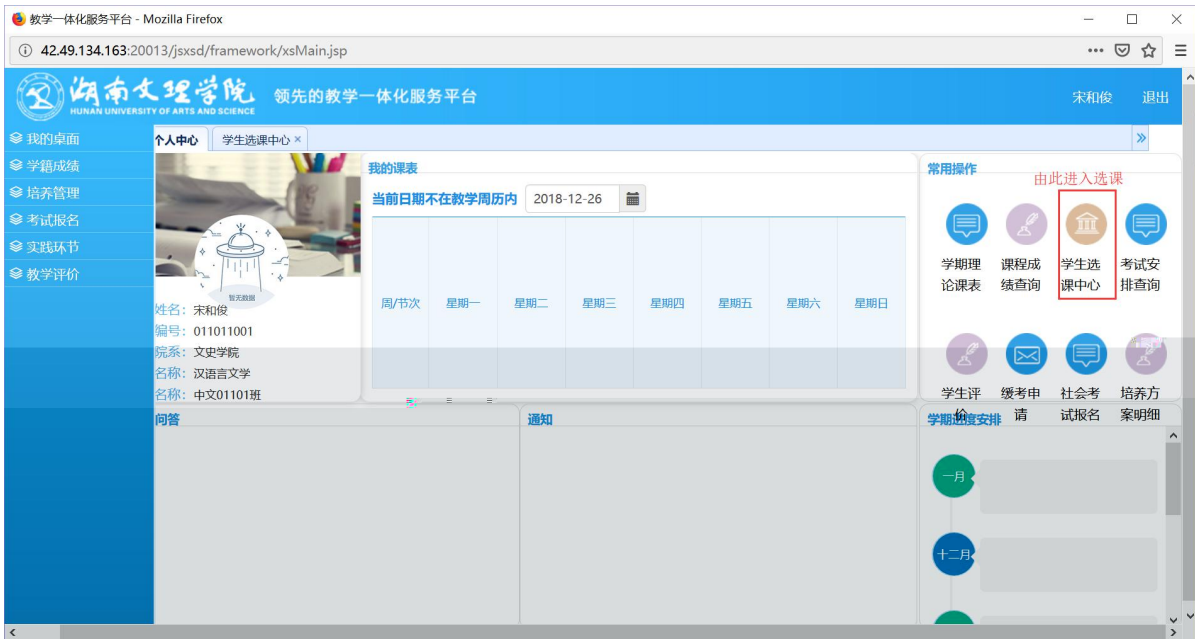 教学一体化服务平台 - Mozilla Firefox
42.49.134.163:20013/jsxsd/framework/xsMain.jsp
湖南文理学院
HUNAN UNIVERSITY OF ARTS AND SCIENCE
领先的教学一体化服务平台
宋和俊 退出
我的桌面
学籍成绩
培养管理
考试报名
实践环节
教学评价
个人中心 学生选课中心 ×
暂无数据
姓名：宋和俊
编号：011011001
院系：文史学院
名称：汉语言文学
名称：中文01101班
我的课表
当前日期不在教学周历内 2018-12-26
周/节次 星期一 星期二 星期三 星期四 星期五 星期六 星期日
常用操作
由此进入选课
学期理论课表
课程成绩查询
学生选课中心
考试安排查询
学生评价
缓考申请
社会考试报名
培养方案明细
问答
通知
学期进度安排
一月
十二月